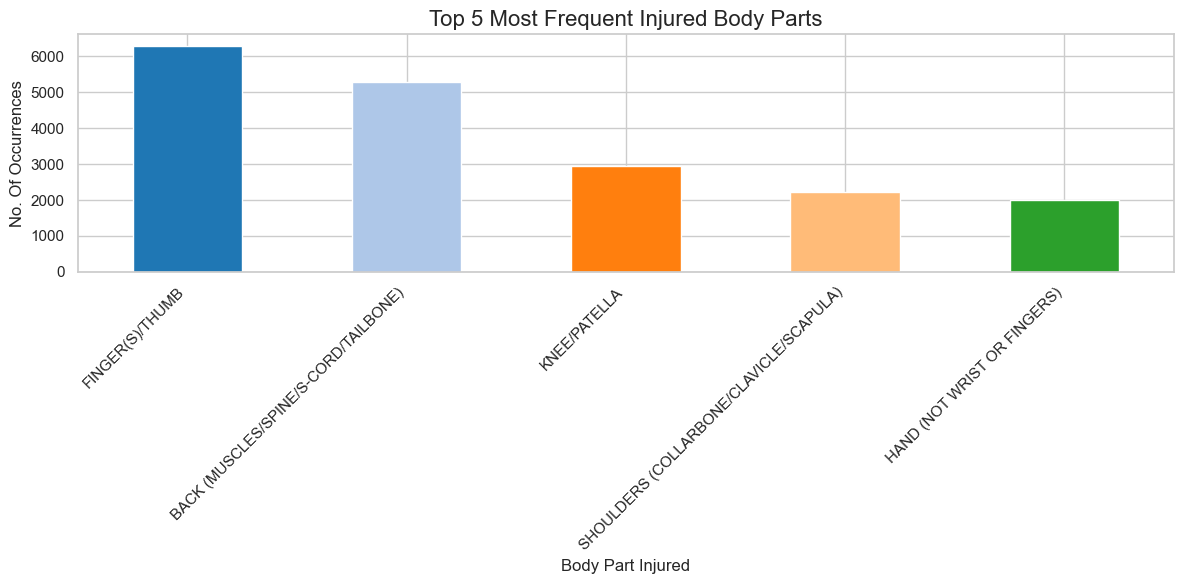 Top 5 Most Frequent Injured Body Parts
No. Of Occurrences
6000
5000
4000
3000
2000
1000
0
FINGER(S)/THUMB
BACK (MUSCLES/SPINE/S-CORD/TAILBONE)
KNEE/PATELLA
SHOULDERS (COLLARBONE/CLAVICLE/SCAPULA)
HAND (NOT WRIST OR FINGERS)
Body Part Injured